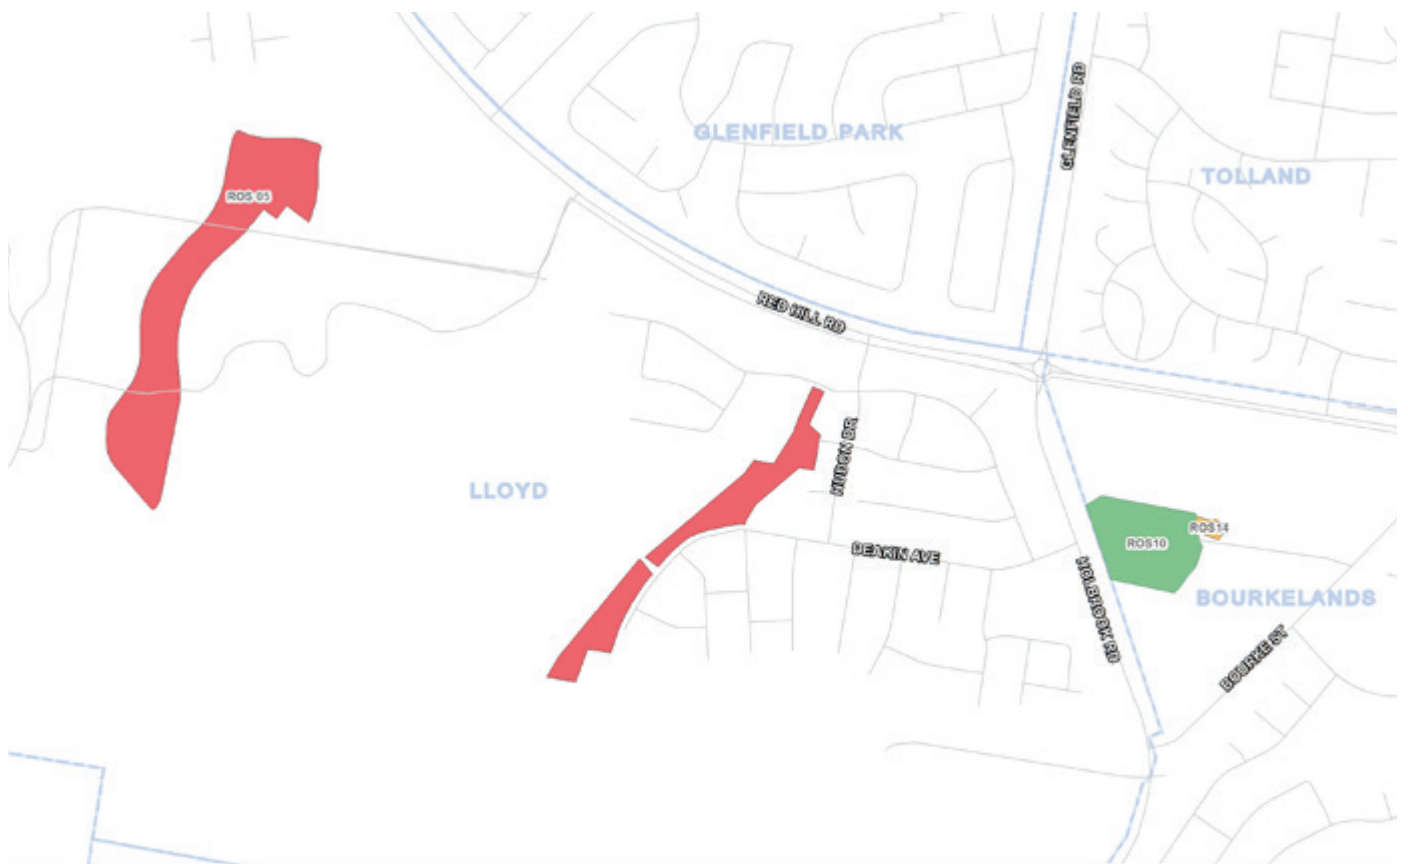 GLENFIELD RD
GLENFIELD PARK
TOLLAND
ROS 05
RED HILL RD
HUDSON DR
LLOYD
ROS14
ROS10
DEAKIN AVE
HOLBROOK RD
BOURKELANDS
BOURKE ST